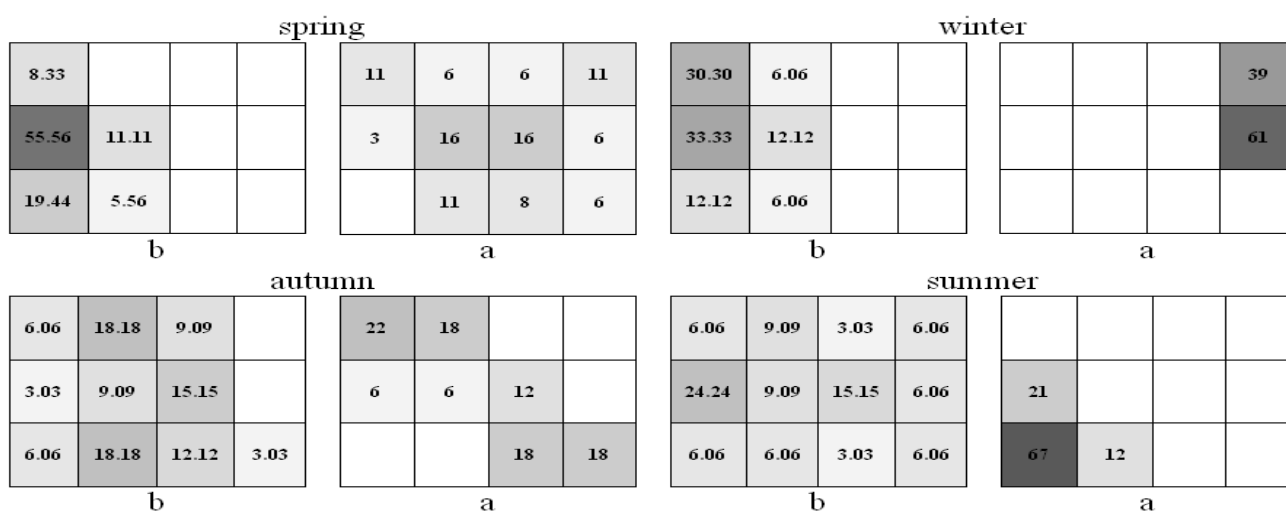 spring winter
8.33 11 6 6 11 30.30 6.06 39
55.56 11.11 3 16 16 6 33.33 12.12 61
19.44 5.56 11 8 6 12.12 6.06
b a b a
autumn summer
6.06 18.18 9.09 22 18 6.06 9.09 3.03 6.06
3.03 9.09 15.15 6 6 12 24.24 9.09 15.15 6.06 21
6.06 18.18 12.12 3.03 18 18 6.06 6.06 3.03 6.06 67 12
b a b a